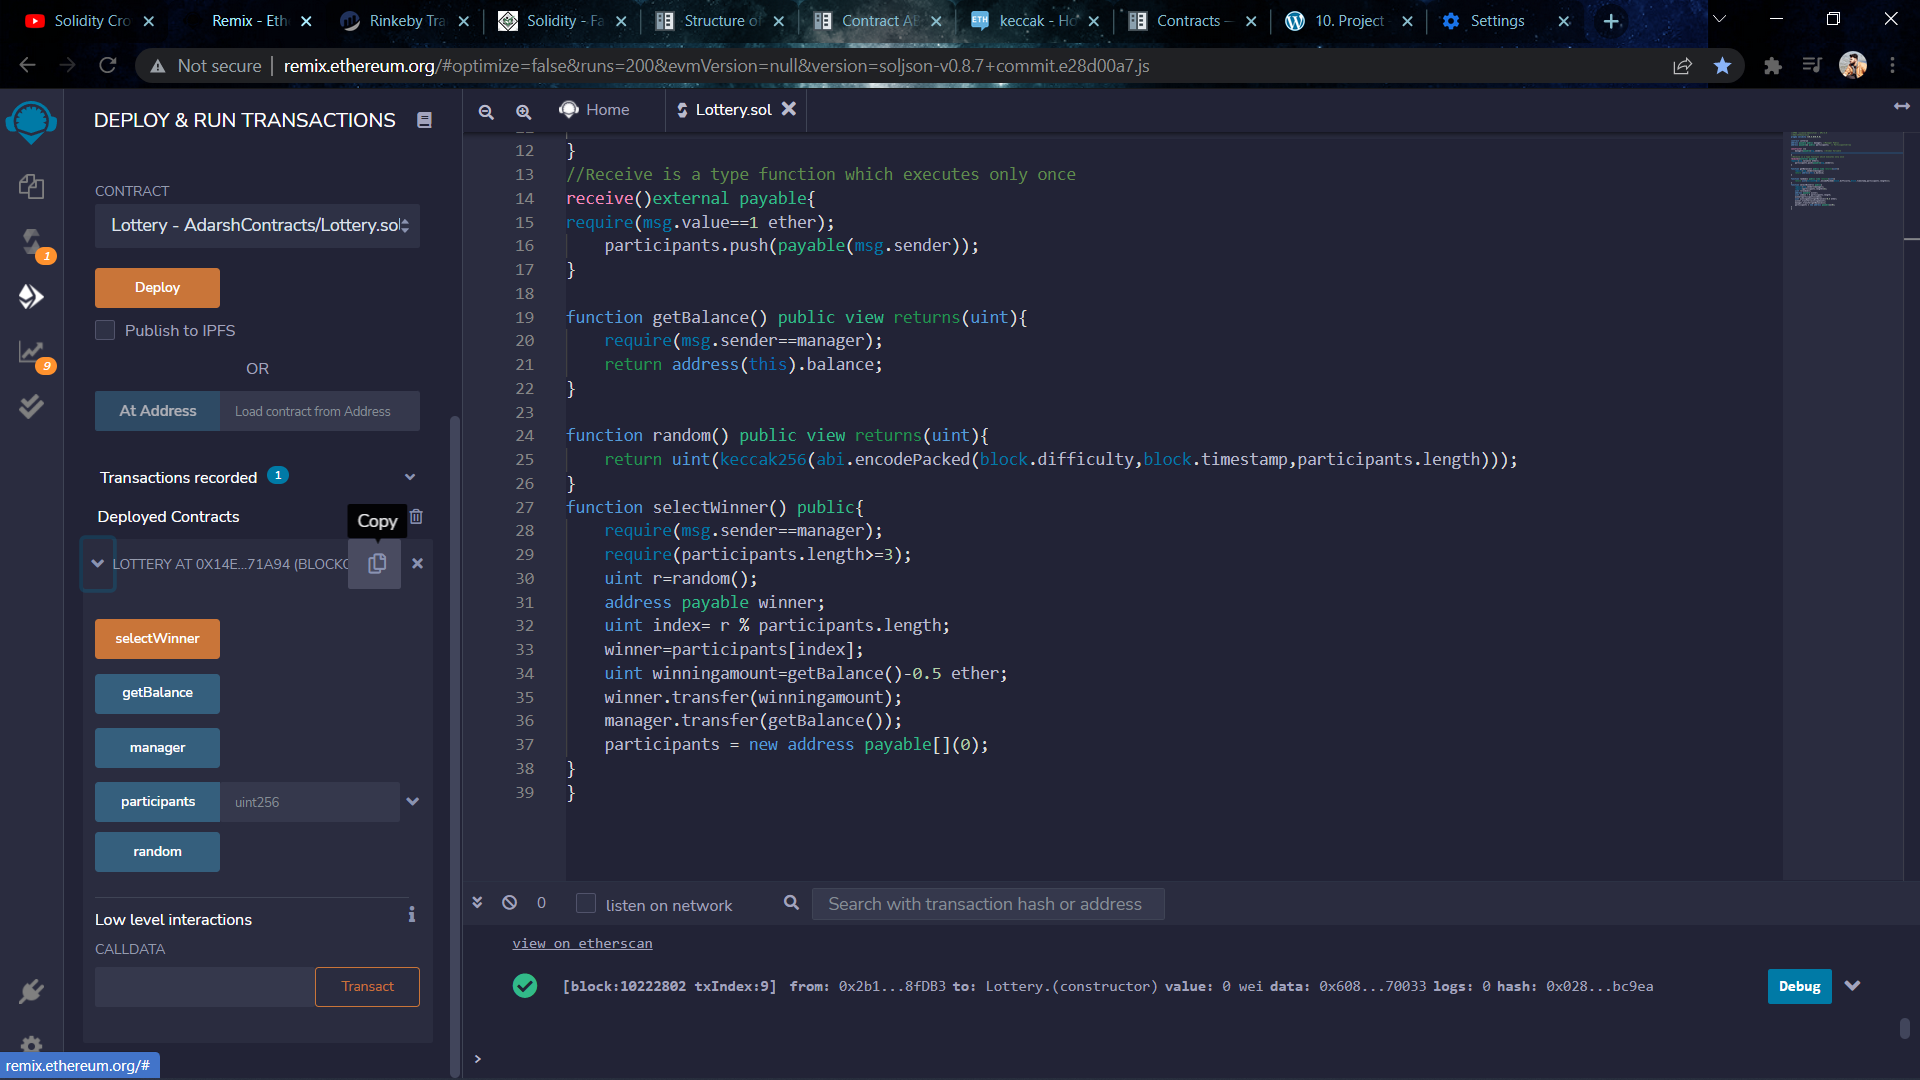 Solidity Cro
Remix - Eth
Rinkeby Tra
Solidity - Fa
Structure o
Contract AB
keccak - Ho
Contracts —
10. Project
Settings
Not secure
remix.ethereum.org/#optimize=false&runs=200&evmVersion=null&version=soljson-v0.8.7+commit.e28d00a7.js
DEPLOY & RUN TRANSACTIONS
CONTRACT
Lottery - AdarshContracts/Lottery.sol
1
Deploy
Publish to IPFS
9
OR
At Address
Load contract from Address
Transactions recorded 1
Deployed Contracts
Copy
LOTTERY AT 0X14E...71A94 (BLOCKC
selectWinner
getBalance
manager
participants
uint256
random
Low level interactions
CALLDATA
Transact
remix.ethereum.org/#
Home
Lottery.sol
12 }
13 //Receive is a type function which executes only once
14 receive()external payable{
15 require(msg.value==1 ether);
16 participants.push(payable(msg.sender));
17 }
18
19 function getBalance() public view returns(uint){
20 require(msg.sender==manager);
21 return address(this).balance;
22 }
23
24 function random() public view returns(uint){
25 return uint(keccak256(abi.encodePacked(block.difficulty,block.timestamp,participants.length)));
26 }
27 function selectWinner() public{
28 require(msg.sender==manager);
29 require(participants.length>=3);
30 uint r=random();
31 address payable winner;
32 uint index= r % participants.length;
33 winner=participants[index];
34 uint winningamount=getBalance()-0.5 ether;
35 winner.transfer(winningamount);
36 manager.transfer(getBalance());
37 participants = new address payable[](0);
38 }
39 }
0
listen on network
Search with transaction hash or address
view on etherscan
[block:10222802 txIndex:9] from: 0x2b1...8fDB3 to: Lottery.(constructor) value: 0 wei data: 0x608...70033 logs: 0 hash: 0x028...bc9ea
Debug
>